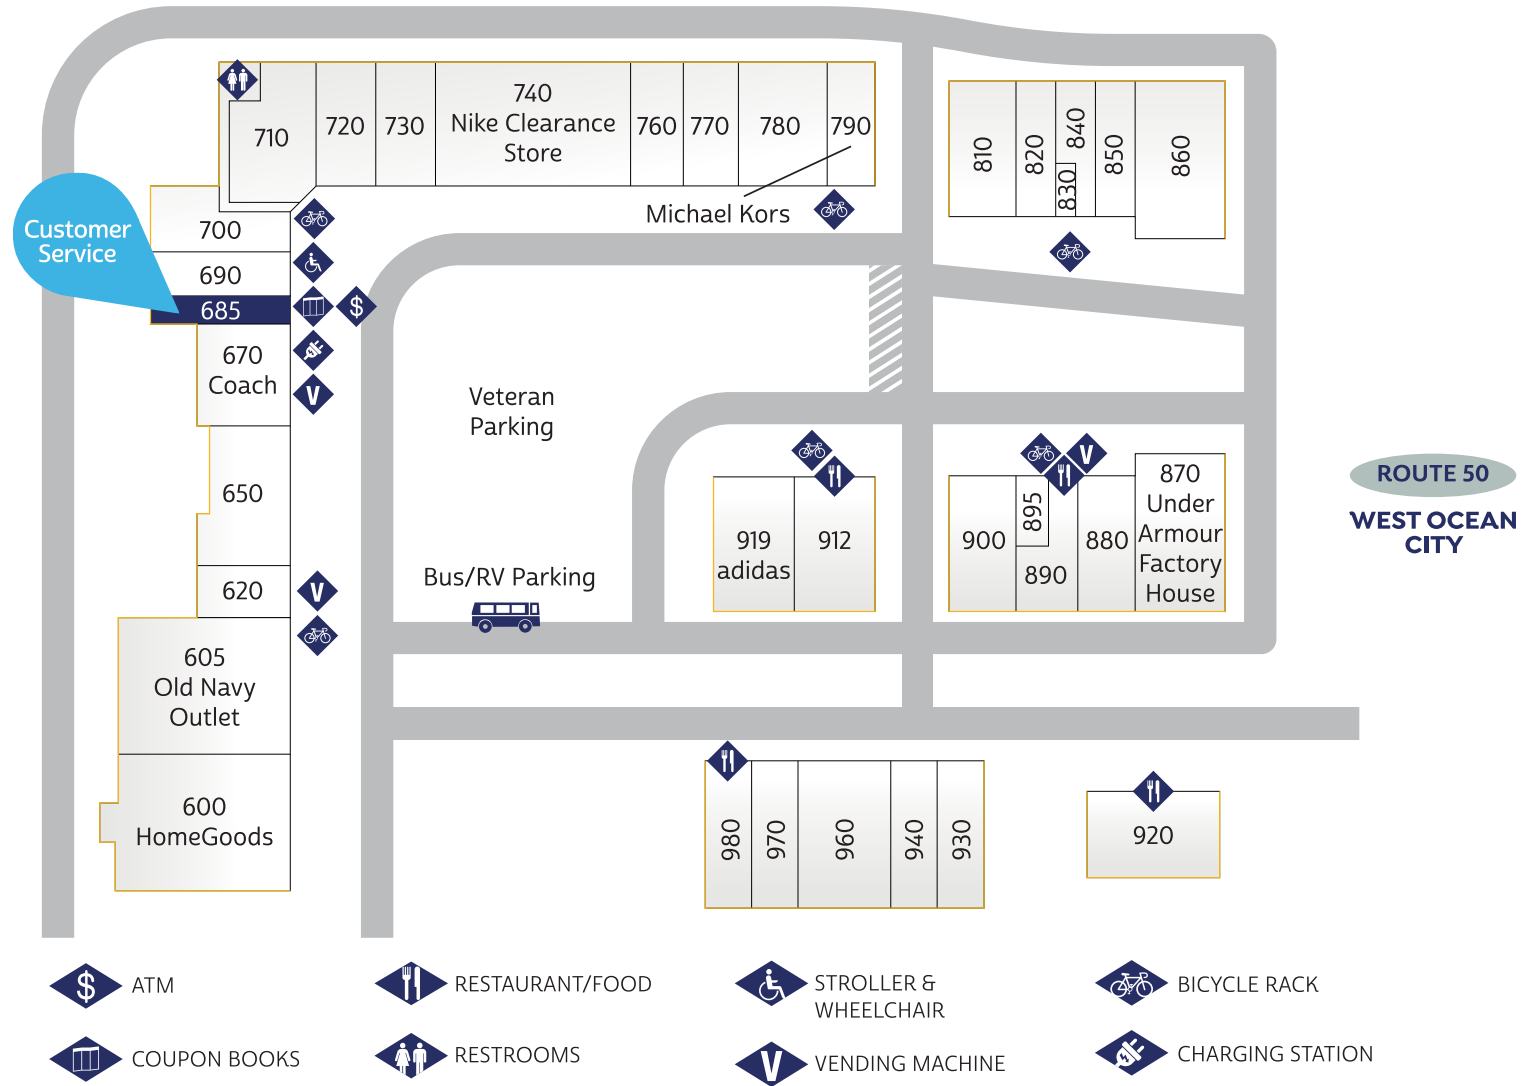 740
Nike Clearance
Store
710
720
730
760
770
780
790
Michael Kors
810
820
830
840
850
860
Customer
Service
700
690
685
$
670
Coach
V
650
620
V
605
Old Navy
Outlet
600
HomeGoods
Veteran
Parking
Bus/RV Parking
919
adidas
912
V
900
895
890
880
870
Under
Armour
Factory
House
ROUTE 50
WEST OCEAN
CITY
980
970
960
940
930
920
$ ATM
RESTAURANT/FOOD
STROLLER &
WHEELCHAIR
BICYCLE RACK
COUPON BOOKS
RESTROOMS
V VENDING MACHINE
CHARGING STATION